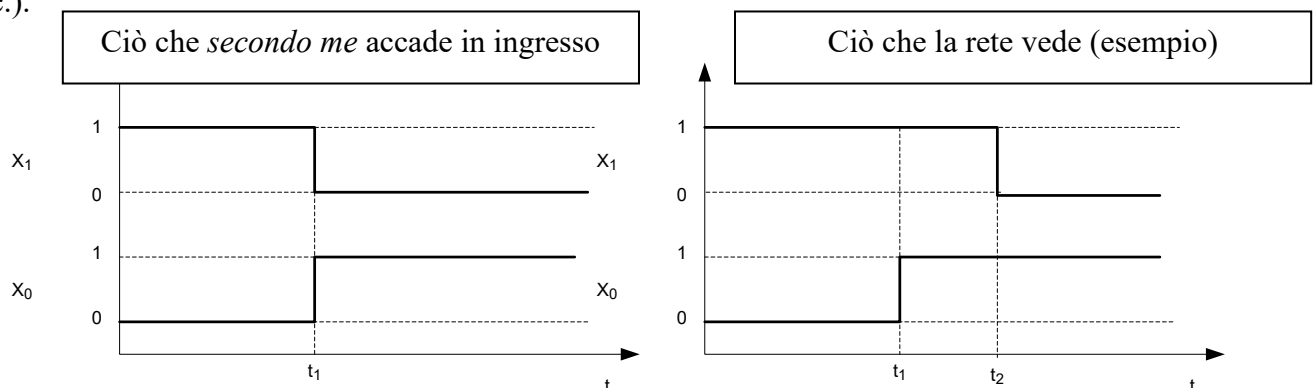 e.).
Ciò che secondo me accade in ingresso
Ciò che la rete vede (esempio)
1
X1
0
1
X0
0
t1
t
1
X1
0
1
X0
0
t1
t2
t